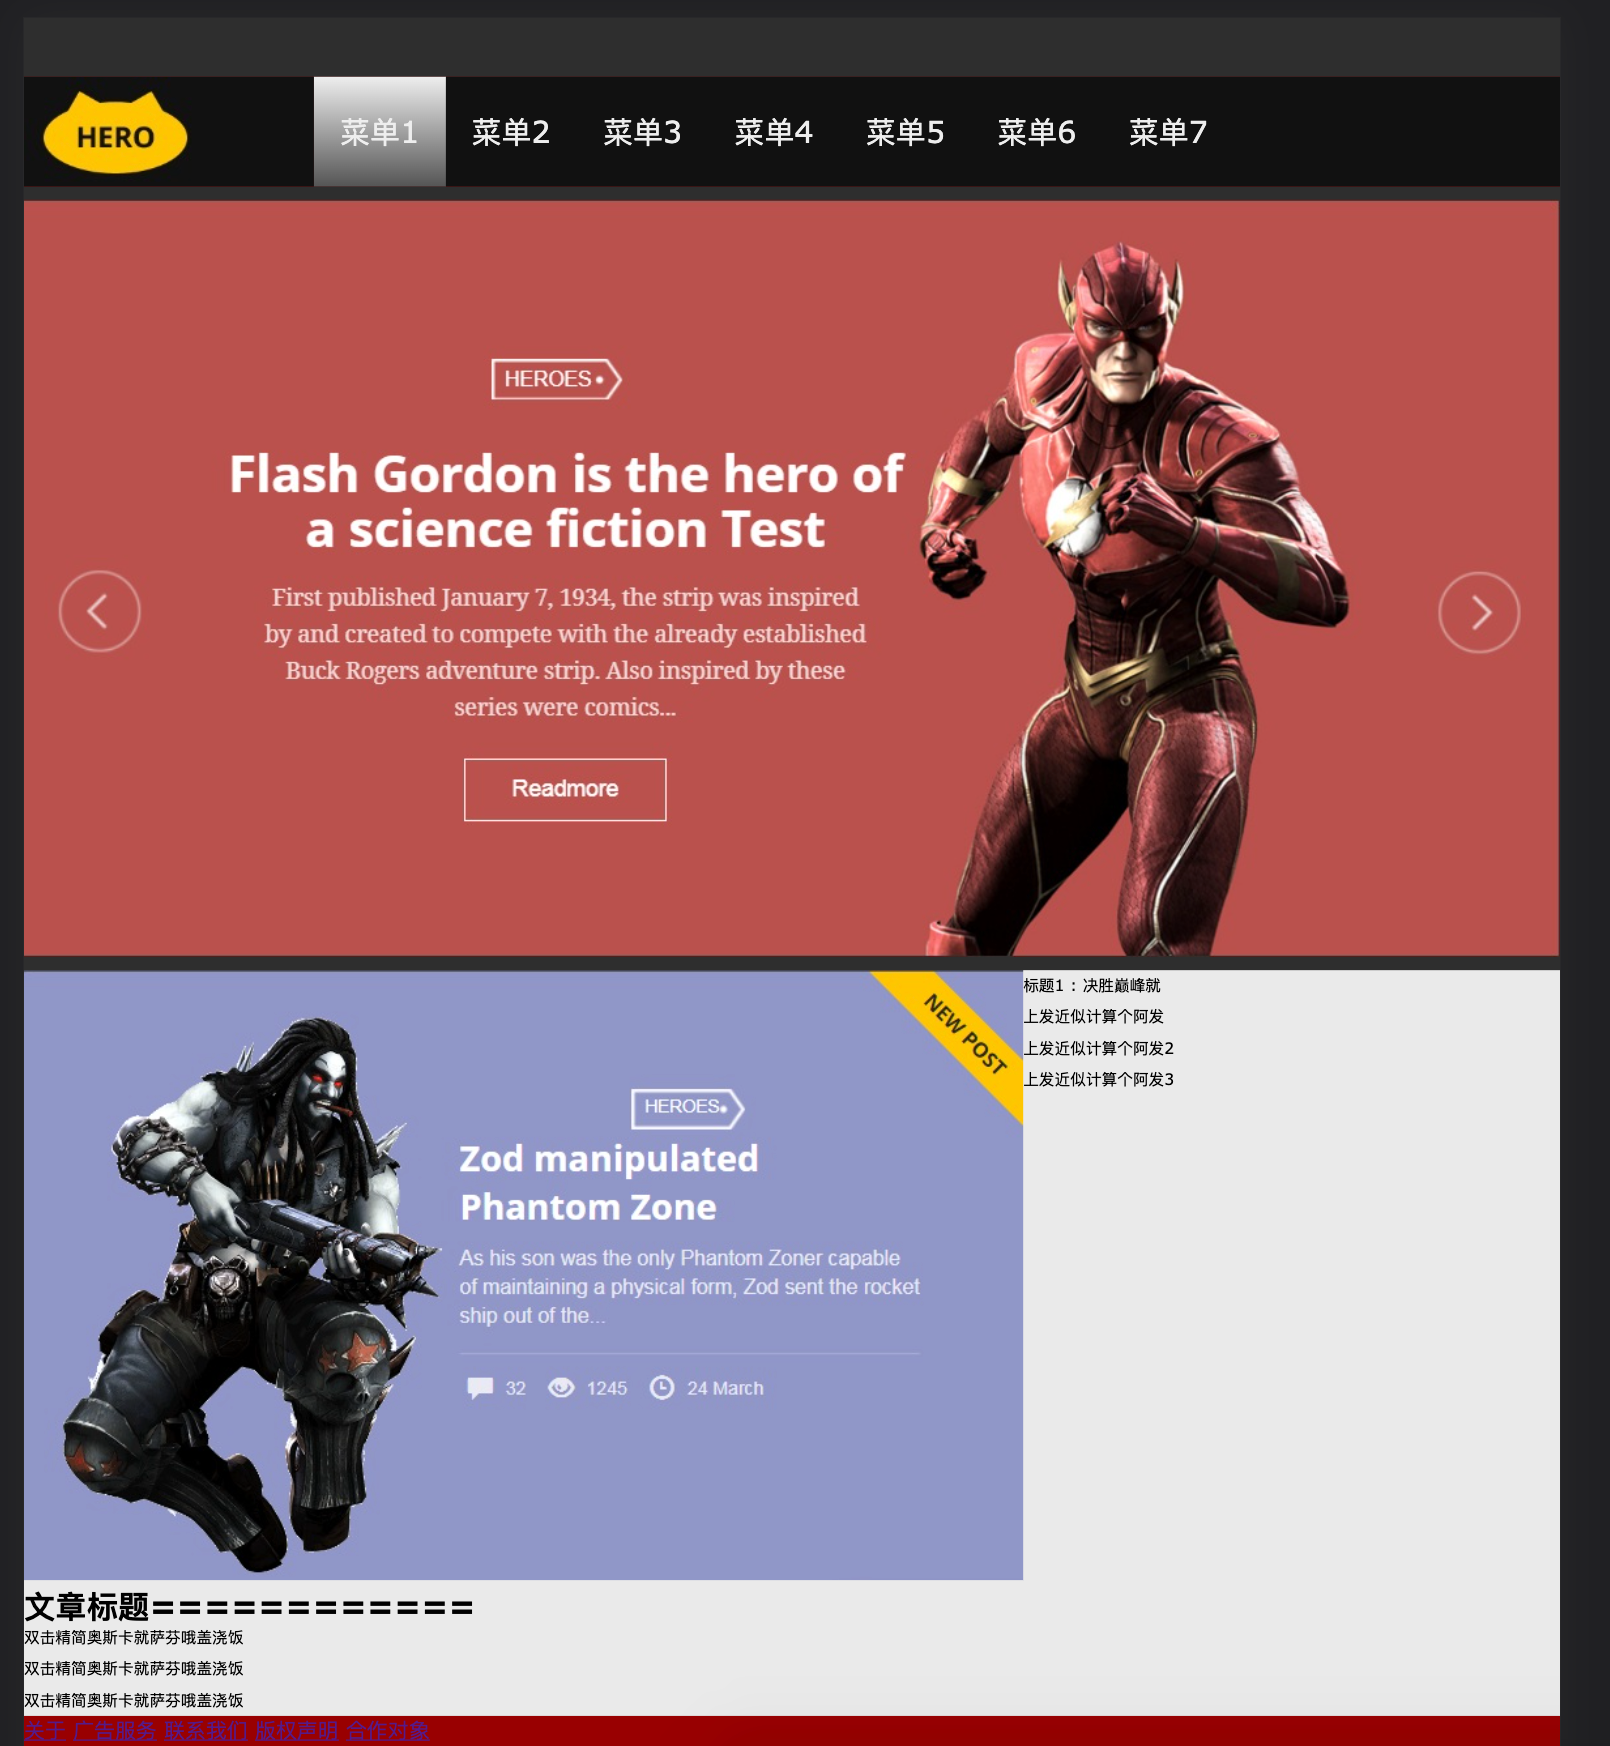 HERO
菜单1 菜单2 菜单3 菜单4 菜单5 菜单6 菜单7
HEROES
Flash Gordon is the hero of
a science fiction Test
First published January 7, 1934, the strip was inspired
by and created to compete with the already established
Buck Rogers adventure strip. Also inspired by these
series were comics...
Readmore
NEW POST
HEROES
Zod manipulated
Phantom Zone
As his son was the only Phantom Zoner capable
of maintaining a physical form, Zod sent the rocket
ship out of the...
32 1245 24 March
标题1：决胜巅峰就
上发近似计算个阿发
上发近似计算个阿发2
上发近似计算个阿发3
文章标题============
双击精简奥斯卡就萨芬哦盖浇饭
双击精简奥斯卡就萨芬哦盖浇饭
双击精简奥斯卡就萨芬哦盖浇饭
关于 广告服务 联系我们 版权声明 合作对象